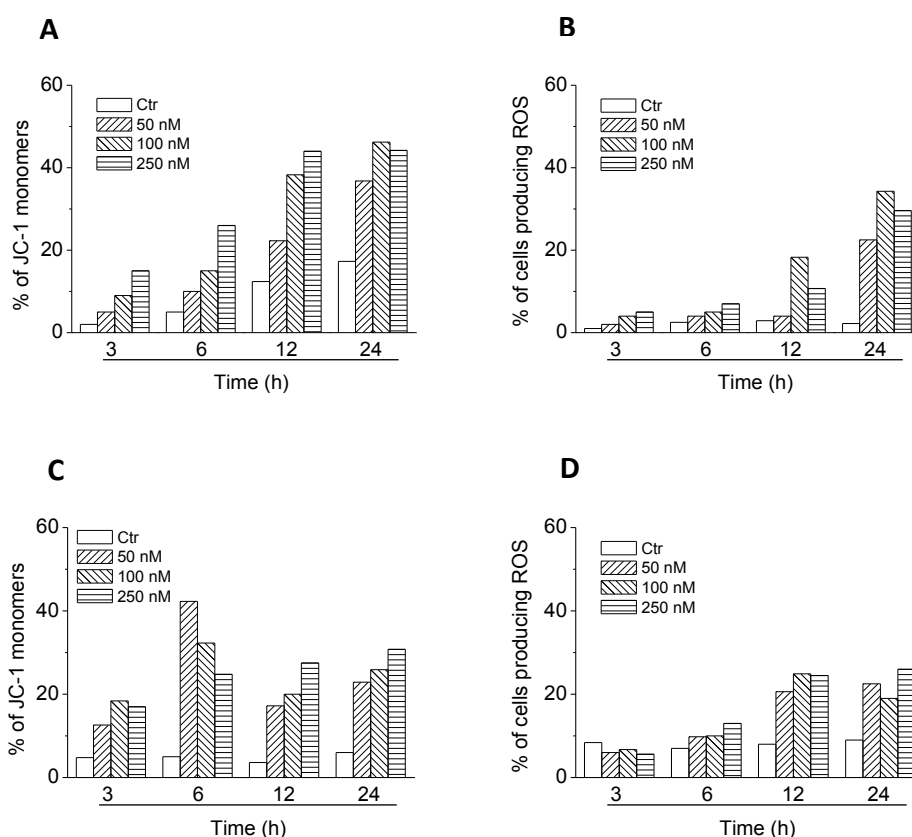 A
60
40
20
0
% of JC-1 monomers
Ctr
50 nM
100 nM
250 nM
3 6 12 24
Time (h)
B
60
40
20
0
% of cells producing ROS
Ctr
50 nM
100 nM
250 nM
3 6 12 24
Time (h)
C
60
40
20
0
% of JC-1 monomers
Ctr
50 nM
100 nM
250 nM
3 6 12 24
Time (h)
D
60
40
20
0
% of cells producing ROS
Ctr
50 nM
100 nM
250 nM
3 6 12 24
Time (h)